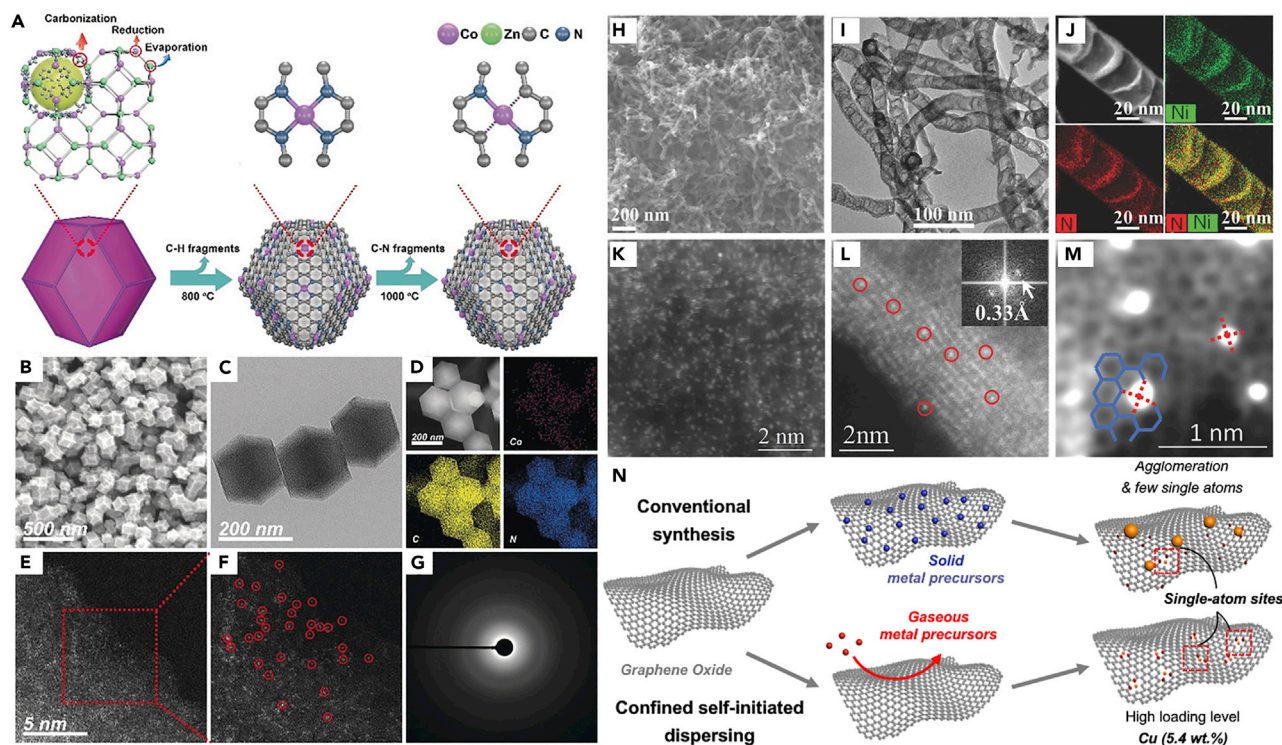 A
Carbonization
Reduction
Evaporation
Co Zn C N
C-H fragments
800 °C
C-N fragments
1000 °C
B
500 nm
C
200 nm
D
200 nm
Co
C
N
E
5 nm
F
G
H
200 nm
I
100 nm
J
20 nm
20 nm
Ni
20 nm
20 nm
N
N Ni
K
2 nm
L
0.33Å
2nm
M
1 nm
N
Conventional
synthesis
Solid
metal precursors
Agglomeration
& few single atoms
Graphene Oxide
Gaseous
metal precursors
Single-atom sites
Confined self-initiated
dispersing
High loading level
Cu (5.4 wt.%)